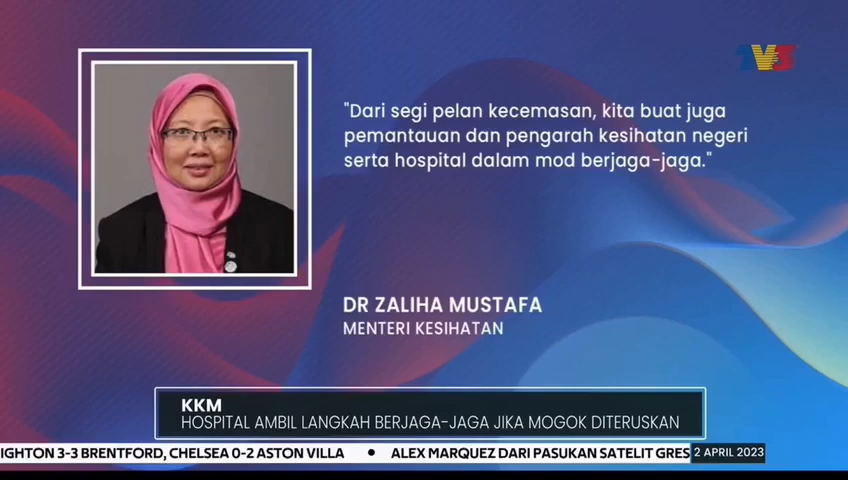 TV3
"Dari segi pelan kecemasan, kita buat juga
pemantauan dan pengarah kesihatan negeri
serta hospital dalam mod berjaga-jaga."
DR ZALIHA MUSTAFA
MENTERI KESIHATAN
KKM
HOSPITAL AMBIL LANGKAH BERJAGA-JAGA JIKA MOGOK DITERUSKAN
IGHTON 3-3 BRENTFORD, CHELSEA 0-2 ASTON VILLA • ALEX MARQUEZ DARI PASUKAN SATELIT GRES 2 APRIL 2023